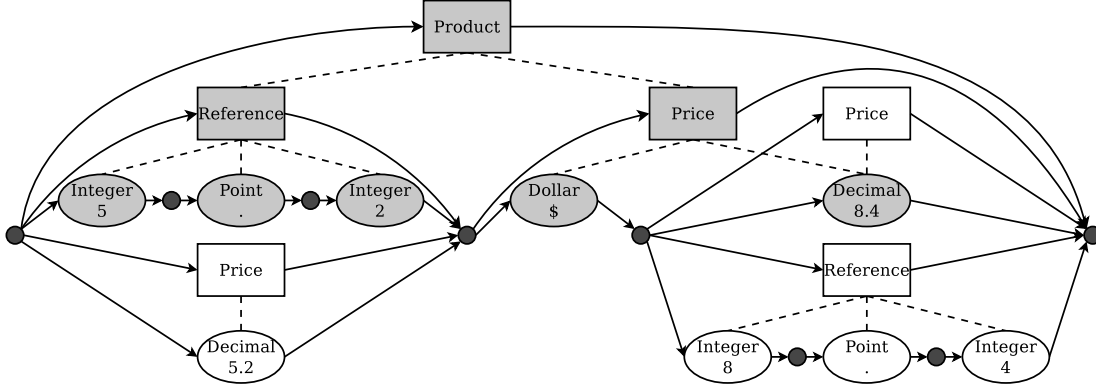 Product
Reference
Price
Price
Integer
5
Point
.
Integer
2
Dollar
$
Decimal
8.4
Price
Reference
Decimal
5.2
Integer
8
Point
.
Integer
4